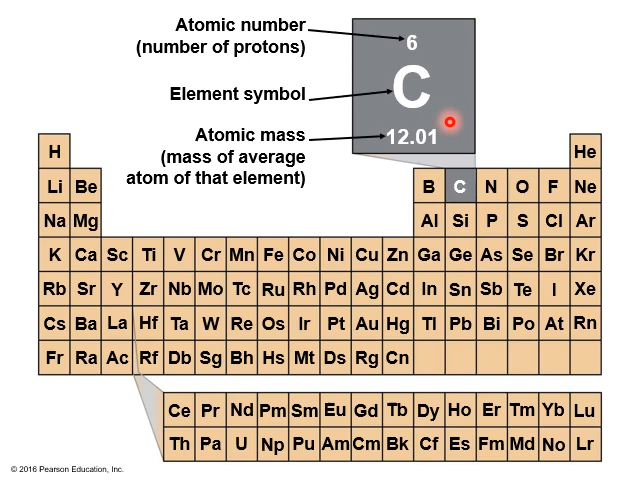 Atomic number
(number of protons)
6
Element symbol
C
Atomic mass
(mass of average
atom of that element)
12.01
H He
Li Be B C N O F Ne
Na Mg Al Si P S Cl Ar
K Ca Sc Ti V Cr Mn Fe Co Ni Cu Zn Ga Ge As Se Br Kr
Rb Sr Y Zr Nb Mo Tc Ru Rh Pd Ag Cd In Sn Sb Te I Xe
Cs Ba La Hf Ta W Re Os Ir Pt Au Hg Tl Pb Bi Po At Rn
Fr Ra Ac Rf Db Sg Bh Hs Mt Ds Rg Cn
Ce Pr Nd Pm Sm Eu Gd Tb Dy Ho Er Tm Yb Lu
Th Pa U Np Pu Am Cm Bk Cf Es Fm Md No Lr
© 2016 Pearson Education, Inc.